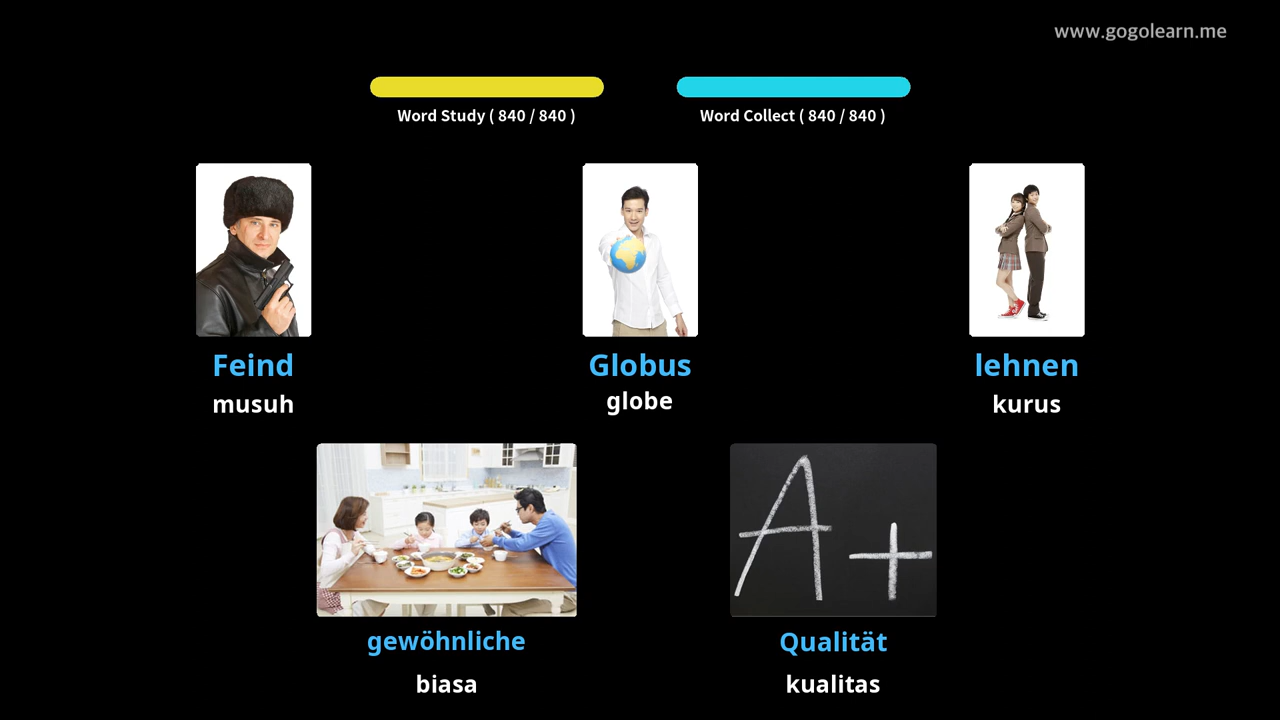 www.gogolearn.me
Word Study ( 840 / 840 )
Word Collect ( 840 / 840 )
Feind
musuh
Globus
globe
lehnen
kurus
A+
gewöhnliche
biasa
Qualität
kualitas